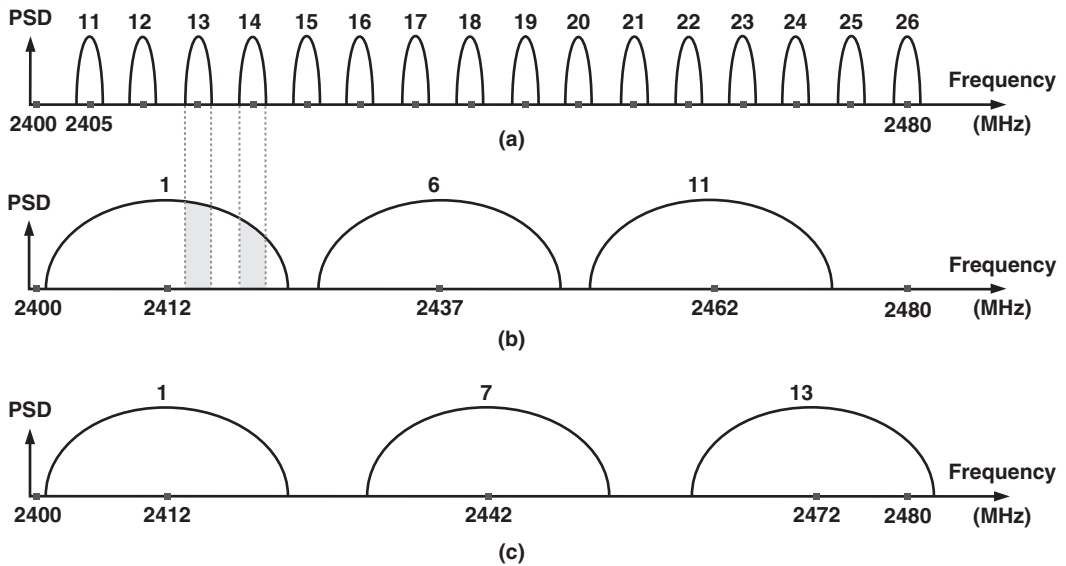 PSD 11 12 13 14 15 16 17 18 19 20 21 22 23 24 25 26
Frequency
2400 2405 2480 (MHz)
(a)
1 6 11
PSD
Frequency
2400 2412 2437 2462 2480 (MHz)
(b)
1 7 13
PSD
Frequency
2400 2412 2442 2472 2480 (MHz)
(c)